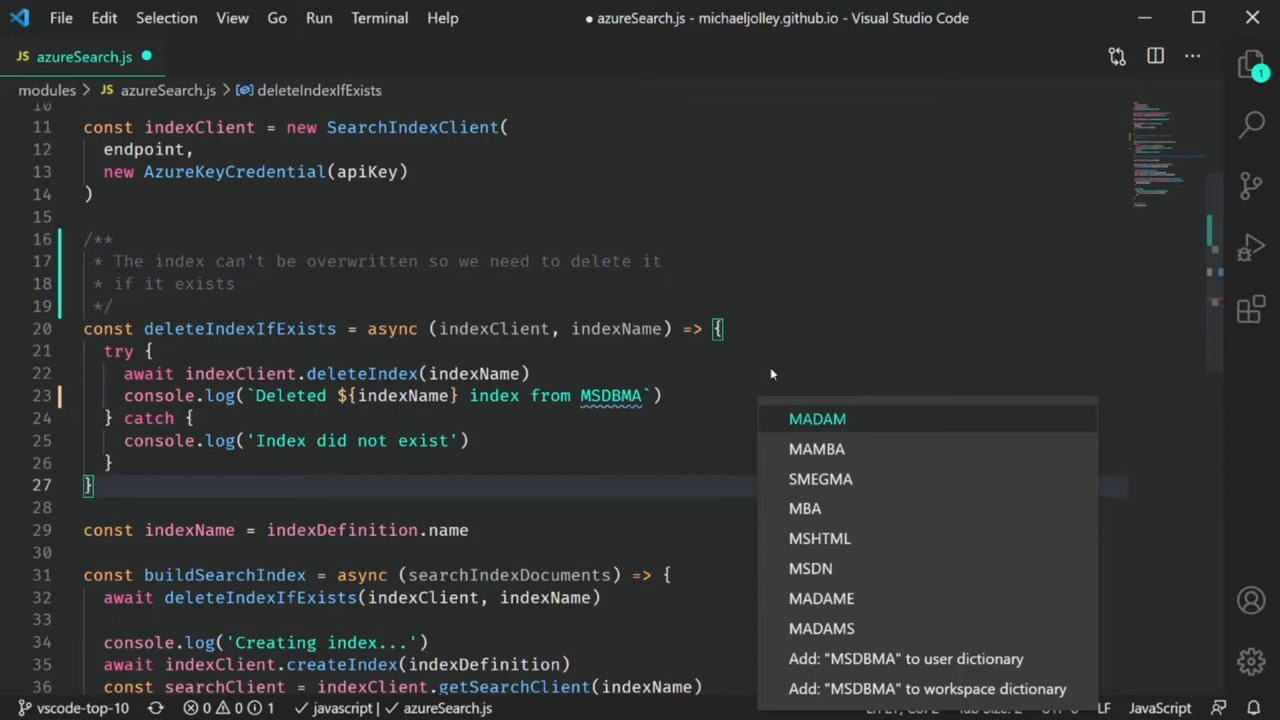 File Edit Selection View Go Run Terminal Help ● azureSearch.js - michaeljolley.github.io - Visual Studio Code
JS azureSearch.js
modules > JS azureSearch.js > deleteIndexIfExists
10
11 const indexClient = new SearchIndexClient(
12 endpoint,
13 new AzureKeyCredential(apiKey)
14 )
15
16 /**
17 * The index can't be overwritten so we need to delete it
18 * if it exists
19 */
20 const deleteIndexIfExists = async (indexClient, indexName) => {
21 try {
22 await indexClient.deleteIndex(indexName)
23 console.log(`Deleted ${indexName} index from MSDBMA`)
24 } catch {
25 console.log('Index did not exist')
26 }
27 }
28
29 const indexName = indexDefinition.name
30
31 const buildSearchIndex = async (searchIndexDocuments) => {
32 await deleteIndexIfExists(indexClient, indexName)
33
34 console.log('Creating index...')
35 await indexClient.createIndex(indexDefinition)
36 const searchClient = indexClient.getSearchClient(indexName)
MADAM
MAMBA
SMEGMA
MBA
MSHTML
MSDN
MADAME
MADAMS
Add: "MSDBMA" to user dictionary
Add: "MSDBMA" to workspace dictionary
1
vscode-top-10 0 0 1 ✓ javascript | ✓ azureSearch.js LF JavaScript